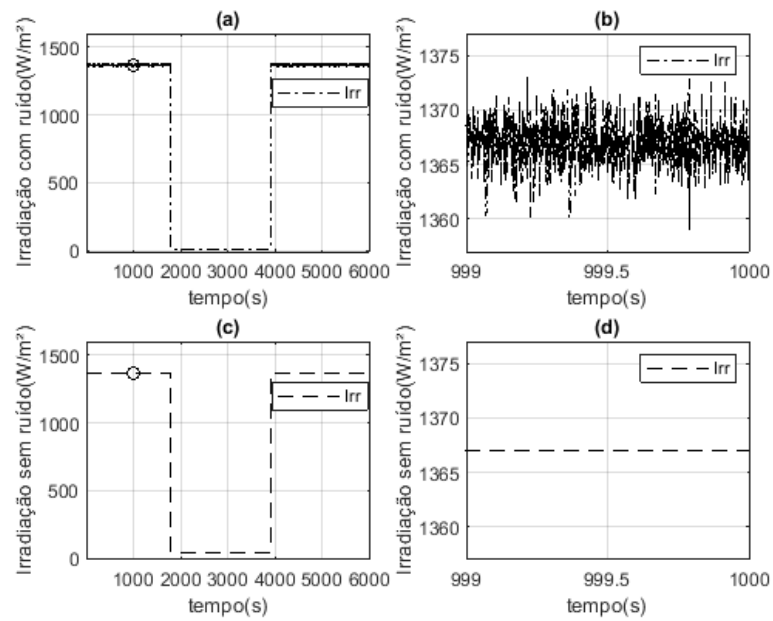 (a)
Irradiação com ruído(W/m²)
1500
1000
500
0
Irr
1000 2000 3000 4000 5000 6000
tempo(s)
(b)
Irradiação com ruído(W/m²)
1375
1370
1365
1360
Irr
999 999.5 1000
tempo(s)
(c)
Irradiação sem ruído(W/m²)
1500
1000
500
0
Irr
1000 2000 3000 4000 5000 6000
tempo(s)
(d)
Irradiação sem ruído(W/m²)
1375
1370
1365
1360
Irr
999 999.5 1000
tempo(s)